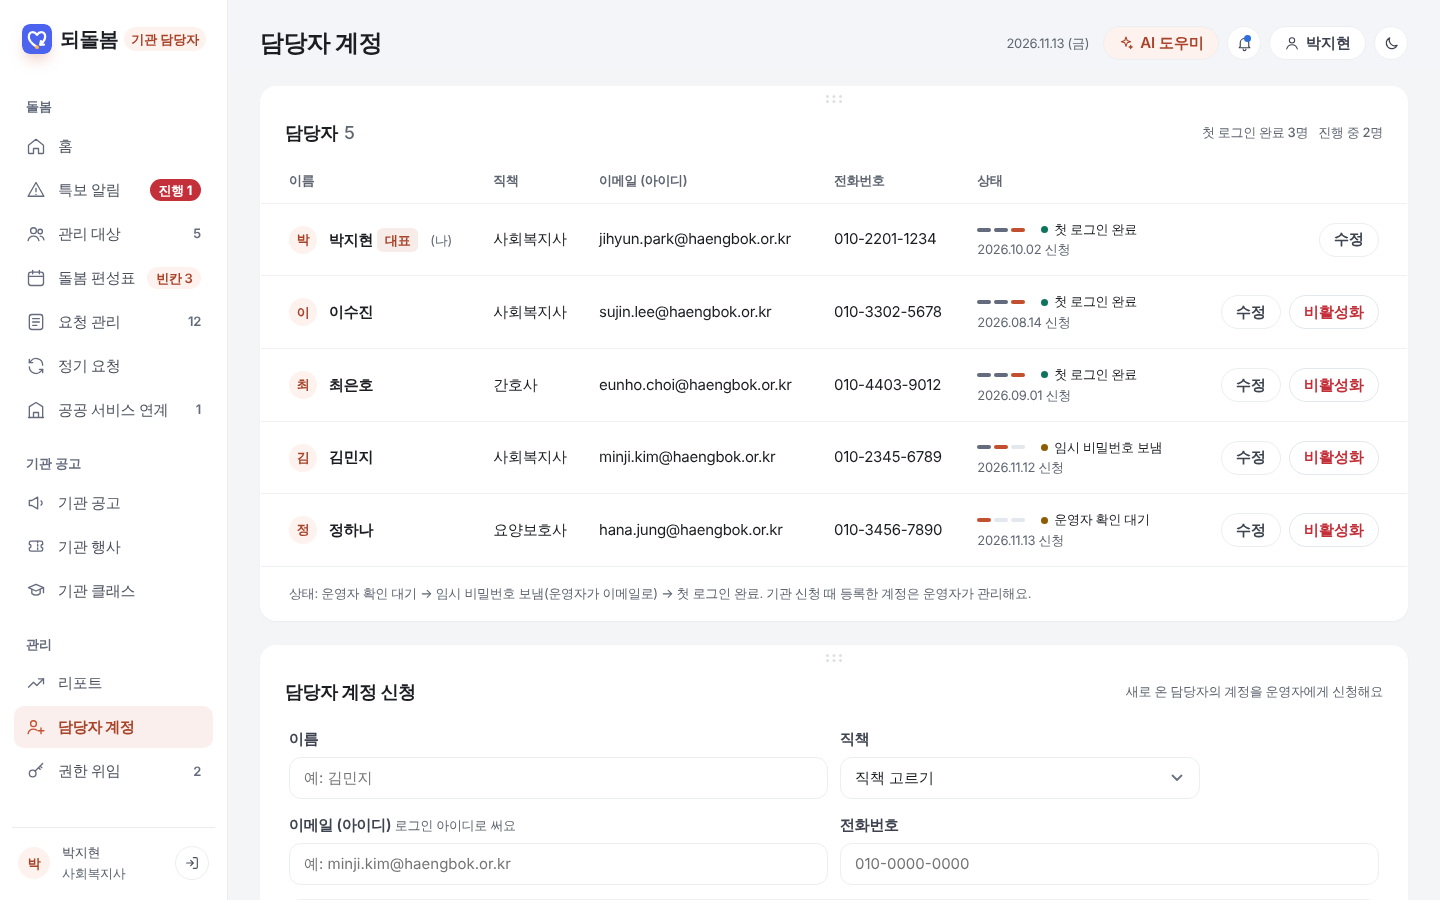 되돌봄 기관 담당자
돌봄
홈
특보 알림 진행 1
관리 대상 5
돌봄 편성표 빈칸 3
요청 관리 12
정기 요청
공공 서비스 연계 1
기관 공고
기관 공고
기관 행사
기관 클래스
관리
리포트
담당자 계정
권한 위임 2
박 박지현
사회복지사
담당자 계정
2026.11.13 (금) AI 도우미 박지현
담당자 5
첫 로그인 완료 3명 진행 중 2명
이름 직책 이메일 (아이디) 전화번호 상태
박 박지현 대표 (나) 사회복지사 jihyun.park@haengbok.or.kr 010-2201-1234 첫 로그인 완료 수정
2026.10.02 신청
이 이수진 사회복지사 sujin.lee@haengbok.or.kr 010-3302-5678 첫 로그인 완료 수정 비활성화
2026.08.14 신청
최 최은호 간호사 eunho.choi@haengbok.or.kr 010-4403-9012 첫 로그인 완료 수정 비활성화
2026.09.01 신청
김 김민지 사회복지사 minji.kim@haengbok.or.kr 010-2345-6789 임시 비밀번호 보냄 수정 비활성화
2026.11.12 신청
정 정하나 요양보호사 hana.jung@haengbok.or.kr 010-3456-7890 운영자 확인 대기 수정 비활성화
2026.11.13 신청
상태: 운영자 확인 대기 → 임시 비밀번호 보냄(운영자가 이메일로) → 첫 로그인 완료. 기관 신청 때 등록한 계정은 운영자가 관리해요.
담당자 계정 신청
새로 온 담당자의 계정을 운영자에게 신청해요
이름 직책
예: 김민지 직책 고르기
이메일 (아이디) 로그인 아이디로 써요 전화번호
예: minji.kim@haengbok.or.kr 010-0000-0000